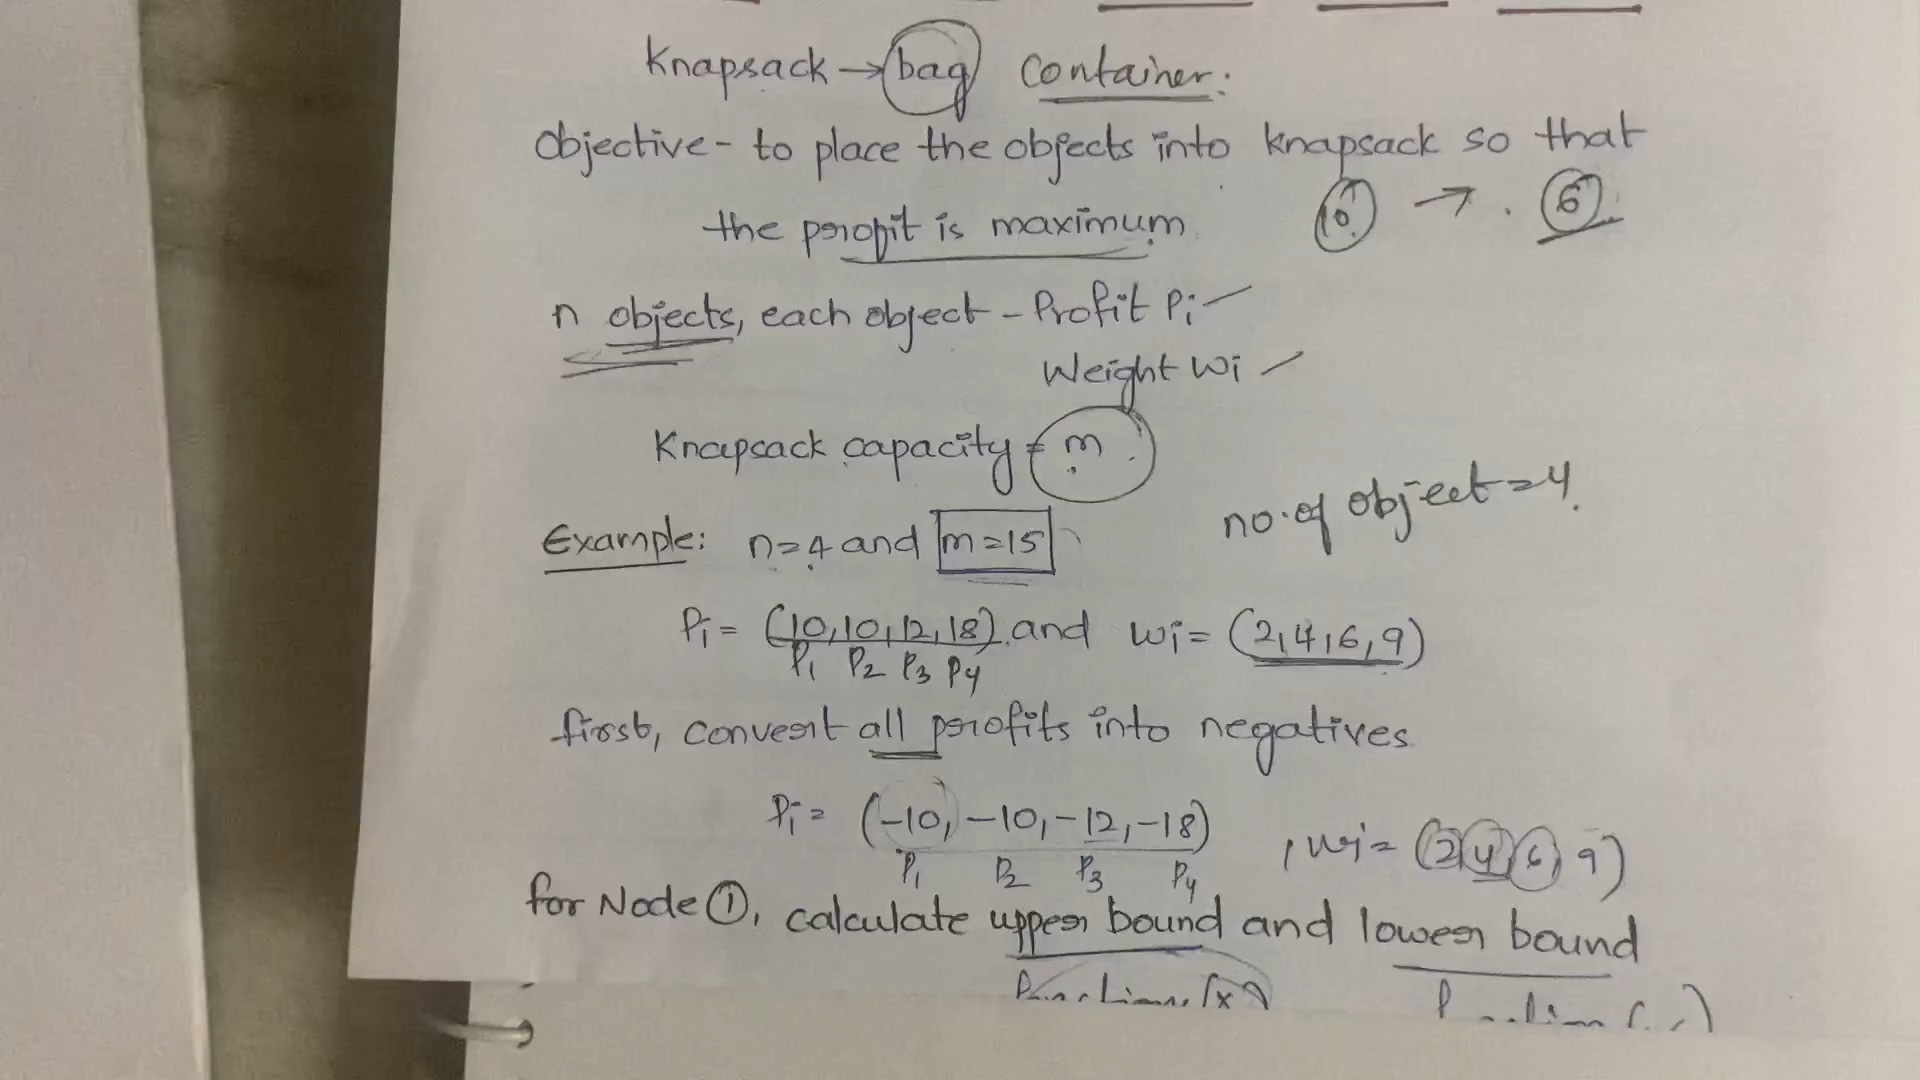 Knapsack → bag Container:
Objective - to place the objects into knapsack so that
the profit is maximum
10 → . 6
n objects, each object - Profit Pi
Weight Wi
Knapsack capacity = m
no. of object = 4.
Example: n=4 and m=15
Pi = (10,10,12,18) and wi = (2,4,6,9)
P1 P2 P3 P4
first, convert all profits into negatives
Pi = (-10, -10, -12, -18) , wi = (2,4,6,9)
P1 P2 P3 P4
for Node ①, calculate upper bound and lower bound